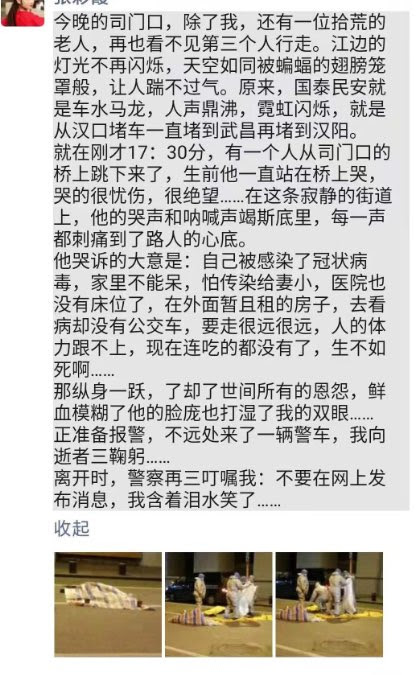 今晚的司门口，除了我，还有一位拾荒的
老人，再也看不见第三个人行走。江边的
灯光不再闪烁，天空如同被蝙蝠的翅膀笼
罩般，让人踹不过气。原来，国泰民安就
是车水马龙，人声鼎沸，霓虹闪烁，就是
从汉口堵车一直堵到武昌再堵到汉阳。
就在刚才17：30分，有一个人从司门口的
桥上跳下来了，生前他一直站在桥上哭，
哭的很忧伤，很绝望……在这条寂静的街道
上，他的哭声和呐喊声竭斯底里，每一声
都刺痛到了路人的心底。
他哭诉的大意是：自己被感染了冠状病
毒，家里不能呆，怕传染给妻小，医院也
没有床位了，在外面暂且租的房子，去看
病却没有公交车，要走很远很远，人的体
力跟不上，现在连吃的都没有了，生不如
死啊……
那纵身一跃，了却了世间所有的恩怨，鲜
血模糊了他的脸庞也打湿了我的双眼……
正准备报警，不远处来了一辆警车，我向
逝者三鞠躬……
离开时，警察再三叮嘱我：不要在网上发
布消息，我含着泪水笑了……
收起